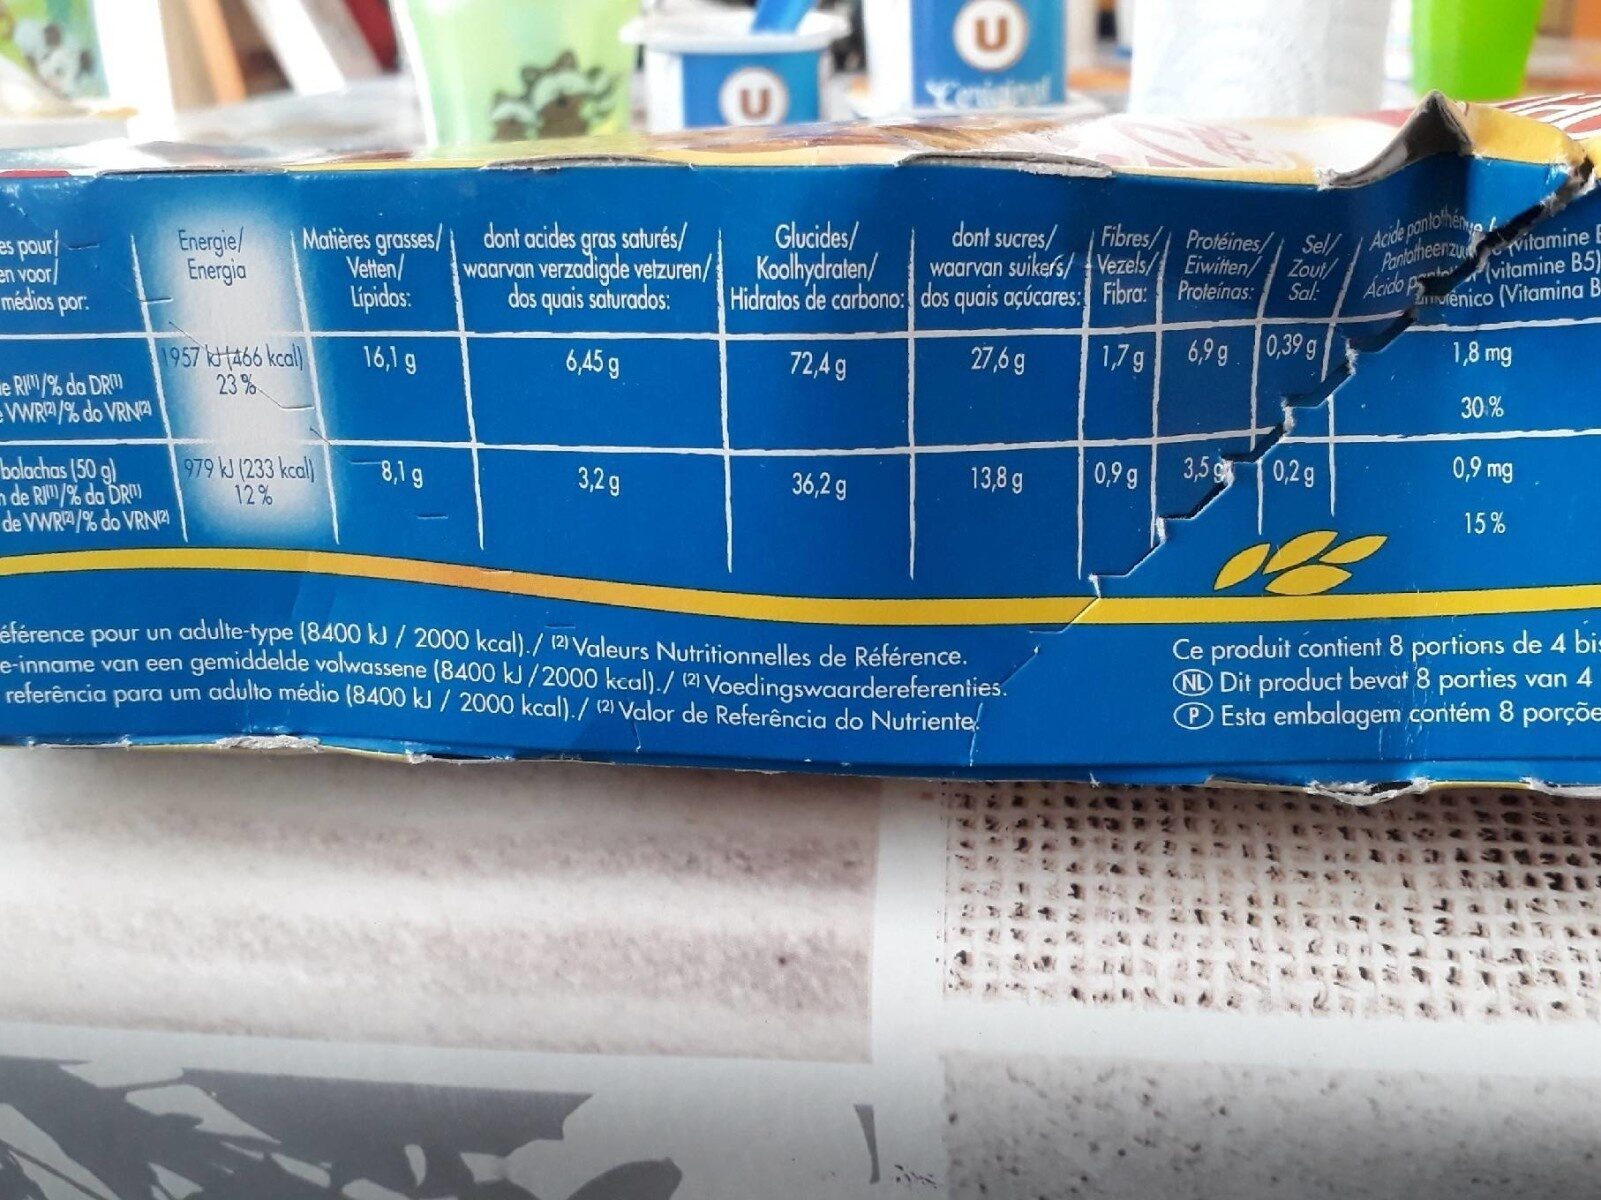 U
U
es pour/
en voor/
médios por:
Energie/
Energia
Matières grasses/
Vetten/
Lípidos:
dont acides gras saturés/
waarvan verzadigde vetzuren/
dos quais saturados:
Glucides/
Koolhydraten/
Hidratos de carbono:
dont sucres/
waarvan suikers/
dos quais açúcares:
Fibres/
Vezels/
Fibra:
Protéines/
Eiwitten/
Proteínas:
Sel/
Zout/
Sal:
Acide (vitamine B
(vitamine B5)
Ácido (Vitamina B
1957 kJ (466 kcal) 16,1 g 6,45 g 72,4 g 27,6 g 1,7 g 6,9 g 0,39 g 1,8 mg
e RI(1)/% da DR(1) 23 %
e VWR(2)/% do VRN(2) 30 %
bolachas (50 g) 979 kJ (233 kcal) 8,1 g 3,2 g 36,2 g 13,8 g 0,9 g 3,5 g 0,2 g 0,9 mg
n de RI(1)/% da DR(1) 12 %
de VWR(2)/% do VRN(2) 15 %
éférence pour un adulte-type (8400 kJ / 2000 kcal)./ (2) Valeurs Nutritionnelles de Référence.
e-inname van een gemiddelde volwassene (8400 kJ / 2000 kcal)./ (2) Voedingswaardereferenties.
referência para um adulto médio (8400 kJ / 2000 kcal)./ (2) Valor de Referência do Nutriente.
Ce produit contient 8 portions de 4 bis
NL Dit product bevat 8 porties van 4
P Esta embalagem contém 8 porçõe